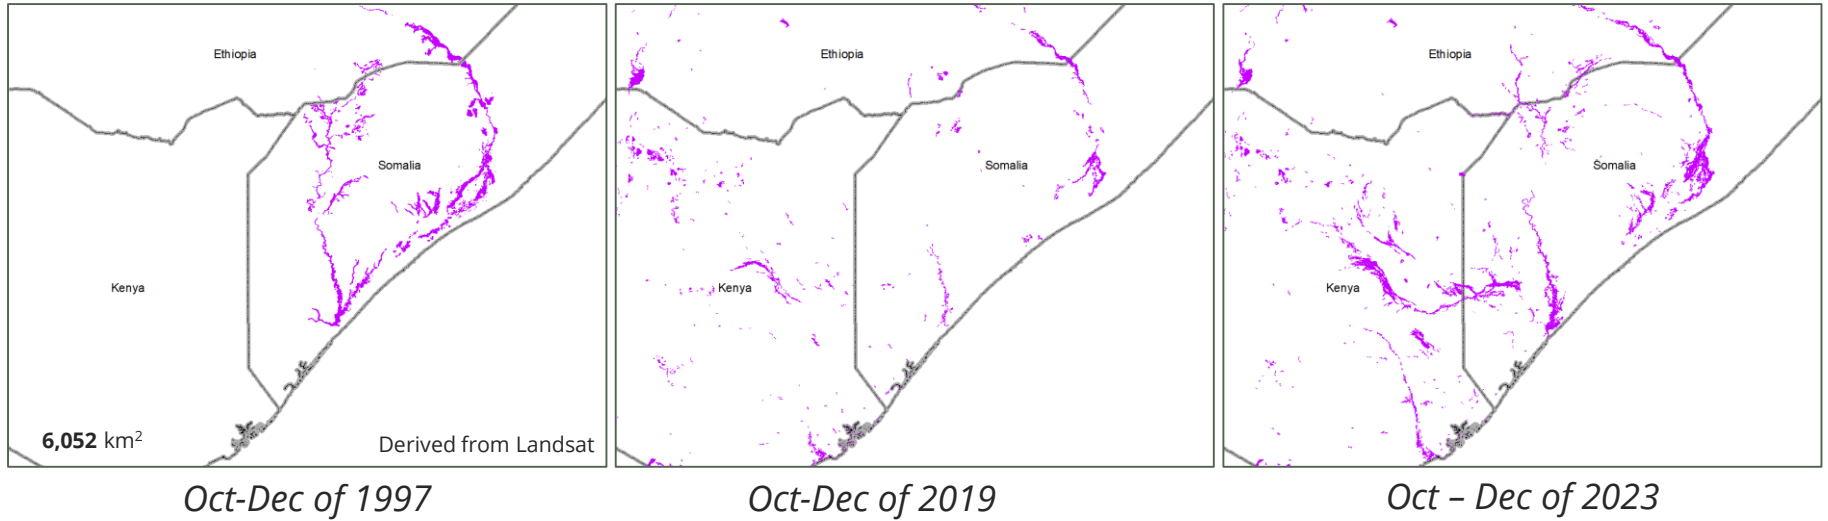 Ethiopia
Somalia
Kenya
6,052 km²
Derived from Landsat
Oct-Dec of 1997
Ethiopia
Somalia
Kenya
Oct-Dec of 2019
Ethiopia
Somalia
Kenya
Oct – Dec of 2023